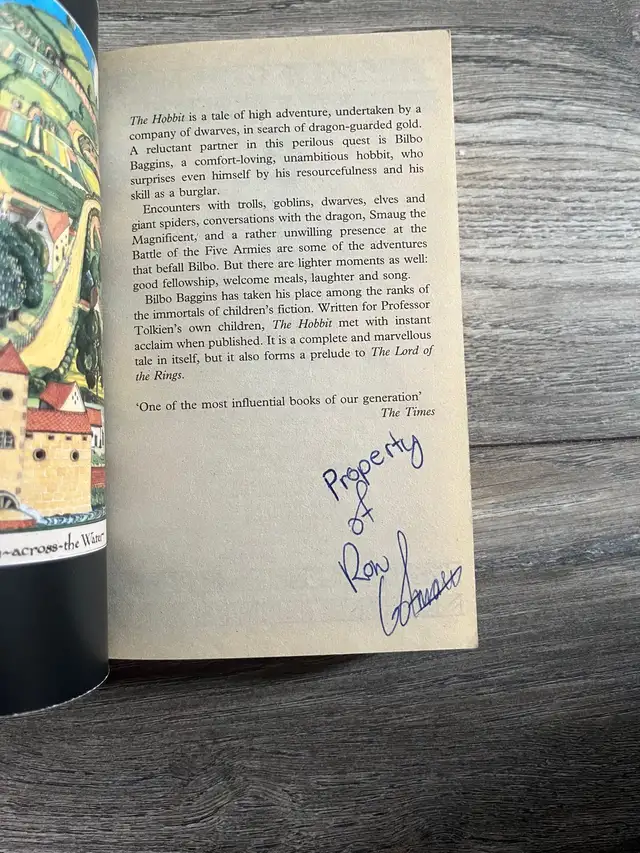 The Hobbit is a tale of high adventure, undertaken by a
company of dwarves, in search of dragon-guarded gold.
A reluctant partner in this perilous quest is Bilbo
Baggins, a comfort-loving, unambitious hobbit, who
surprises even himself by his resourcefulness and his
skill as a burglar.
Encounters with trolls, goblins, dwarves, elves and
giant spiders, conversations with the dragon, Smaug the
Magnificent, and a rather unwilling presence at the
Battle of the Five Armies are some of the adventures
that befall Bilbo. But there are lighter moments as well:
good fellowship, welcome meals, laughter and song.
Bilbo Baggins has taken his place among the ranks of
the immortals of children's fiction. Written for Professor
Tolkien's own children, The Hobbit met with instant
acclaim when published. It is a complete and marvellous
tale in itself, but it also forms a prelude to The Lord of
the Rings.
‘One of the most influential books of our generation’
The Times
Property
of
Ron
-across-the Water